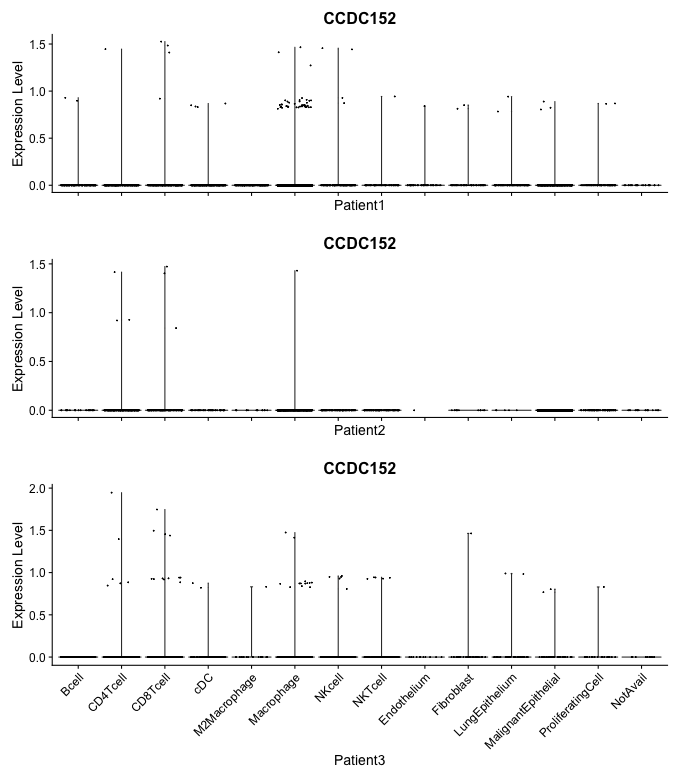 CCDC152
Expression Level
1.5
1.0
0.5
0.0
Patient1
CCDC152
Expression Level
1.5
1.0
0.5
0.0
Patient2
CCDC152
Expression Level
2.0
1.5
1.0
0.5
0.0
Bcell
CD4Tcell
CD8Tcell
cDC
M2Macrophage
Macrophage
NKcell
NKTcell
Endothelium
Fibroblast
LungEpithelium
MalignantEpithelial
ProliferatingCell
NotAvail
Patient3